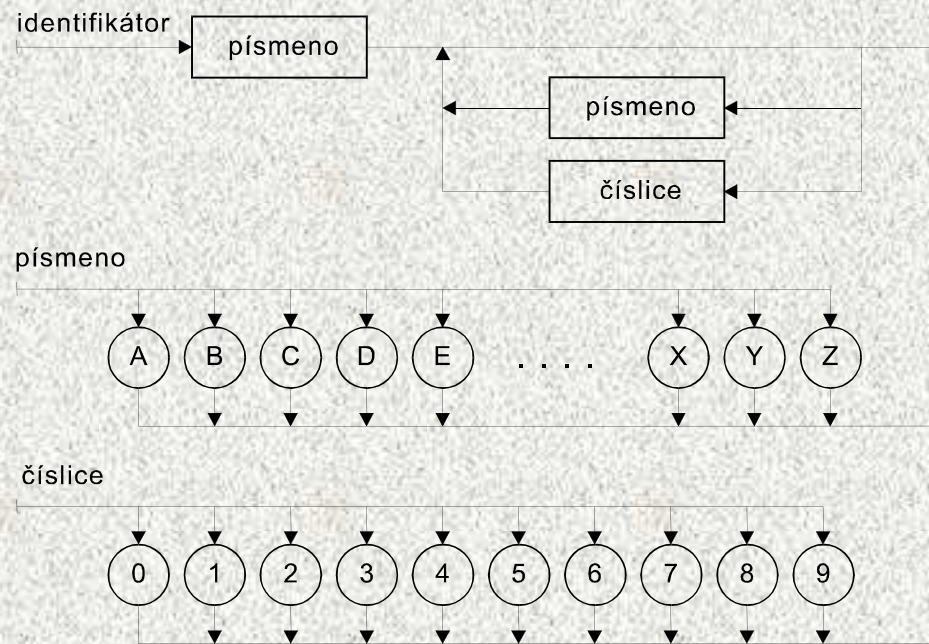 identifikátor
písmeno
písmeno
číslice
písmeno
A B C D E . . . . X Y Z
číslice
0 1 2 3 4 5 6 7 8 9